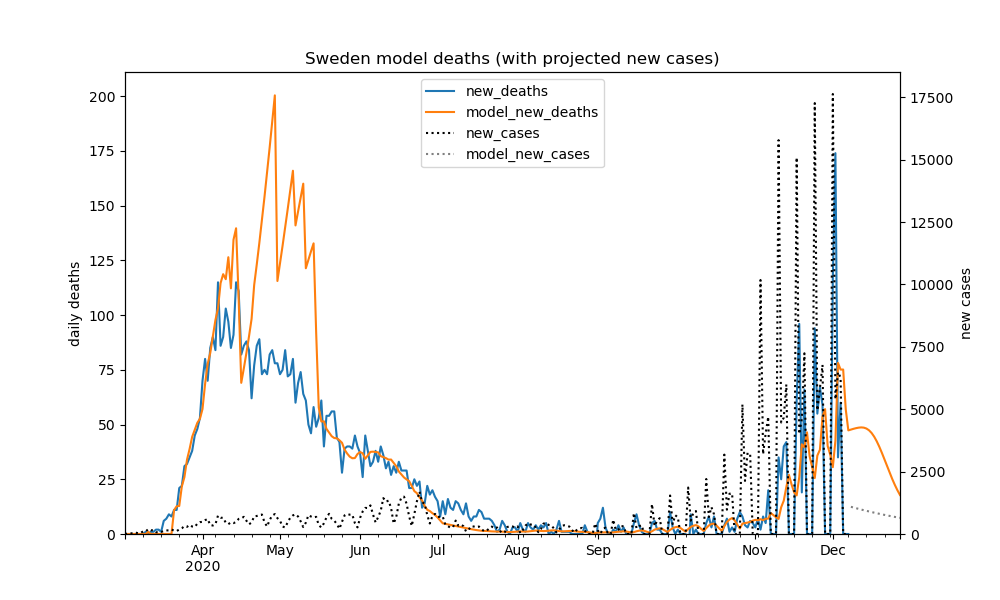 Sweden model deaths (with projected new cases)
new_deaths
model_new_deaths
new_cases
model_new_cases
daily deaths
200
175
150
125
100
75
50
25
0
new cases
17500
15000
12500
10000
7500
5000
2500
0
Apr May Jun Jul Aug Sep Oct Nov Dec
2020